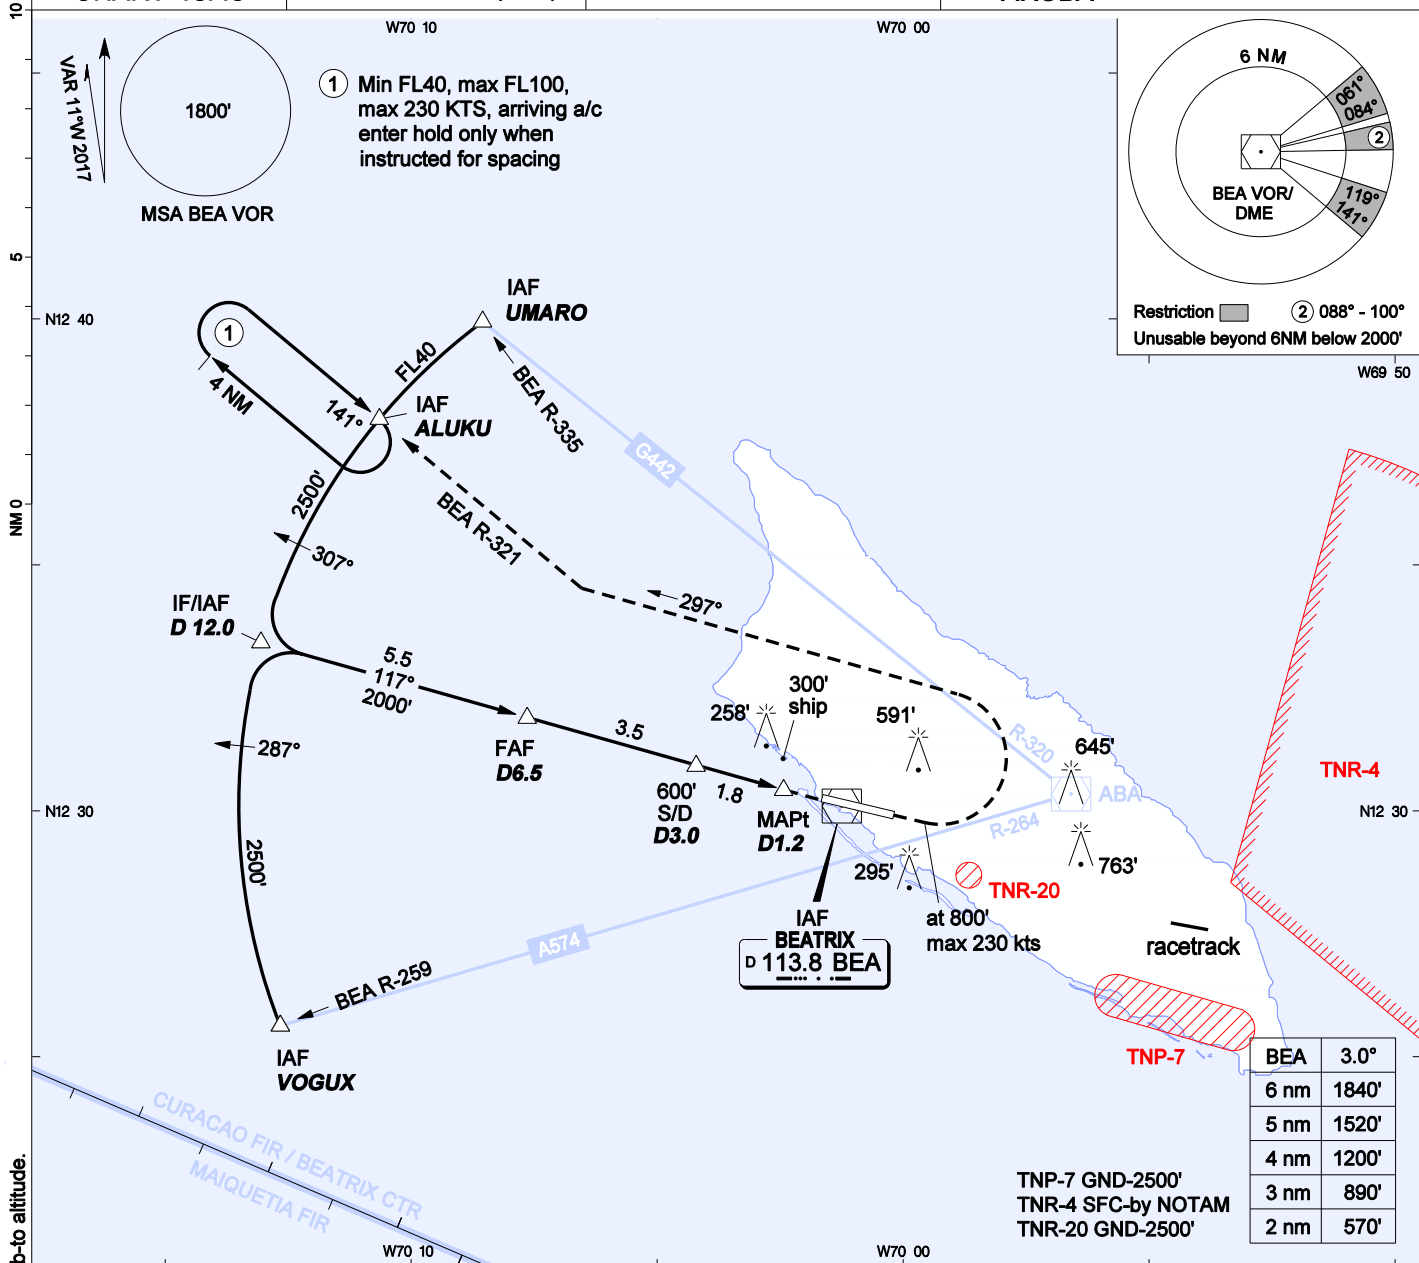 10
W70 10
W70 00
VAR 11°W 2017
1800'
MSA BEA VOR
1 Min FL40, max FL100,
max 230 KTS, arriving a/c
enter hold only when
instructed for spacing
6 NM
061°
084°
2
119°
141°
BEA VOR/
DME
Restriction
2 088° - 100°
Unusable beyond 6NM below 2000'
W69 50
5
N12 40
IAF
UMARO
1
4 NM
141°
FL40
IAF
ALUKU
BEA R-335
G442
2500'
BEA R-321
NM 0
307°
297°
IF/IAF
D 12.0
5.5
117°
2000'
287°
FAF
D6.5
3.5
258'
300'
ship
591'
R-320
645'
ABA
TNR-4
600'
S/D
D3.0
1.8
MAPt
D1.2
N12 30
N12 30
R-264
763'
295'
TNR-20
2500'
at 800'
max 230 kts
IAF
BEATRIX
D 113.8 BEA
racetrack
A574
BEA R-259
IAF
VOGUX
TNP-7
CURACAO FIR / BEATRIX CTR
MAIQUETIA FIR
BEA 3.0°
6 nm 1840'
5 nm 1520'
4 nm 1200'
3 nm 890'
2 nm 570'
TNP-7 GND-2500'
TNR-4 SFC-by NOTAM
TNR-20 GND-2500'
b-to altitude.
W70 10
W70 00